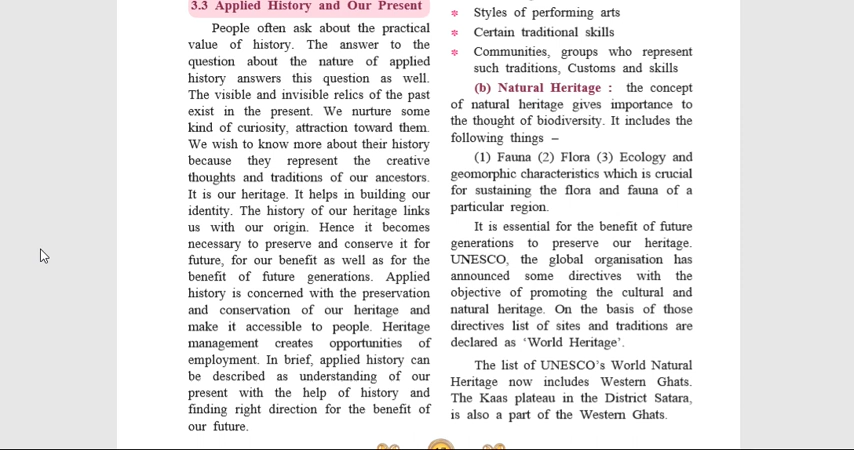 3.3 Applied History and Our Present
People often ask about the practical
value of history. The answer to the
question about the nature of applied
history answers this question as well.
The visible and invisible relics of the past
exist in the present. We nurture some
kind of curiosity, attraction toward them.
We wish to know more about their history
because they represent the creative
thoughts and traditions of our ancestors.
It is our heritage. It helps in building our
identity. The history of our heritage links
us with our origin. Hence it becomes
necessary to preserve and conserve it for
future, for our benefit as well as for the
benefit of future generations. Applied
history is concerned with the preservation
and conservation of our heritage and
make it accessible to people. Heritage
management creates opportunities of
employment. In brief, applied history can
be described as understanding of our
present with the help of history and
finding right direction for the benefit of
our future.
* Styles of performing arts
* Certain traditional skills
* Communities, groups who represent
such traditions, Customs and skills
(b) Natural Heritage : the concept
of natural heritage gives importance to
the thought of biodiversity. It includes the
following things –
(1) Fauna (2) Flora (3) Ecology and
geomorphic characteristics which is crucial
for sustaining the flora and fauna of a
particular region.
It is essential for the benefit of future
generations to preserve our heritage.
UNESCO, the global organisation has
announced some directives with the
objective of promoting the cultural and
natural heritage. On the basis of those
directives list of sites and traditions are
declared as ‘World Heritage’.
The list of UNESCO’s World Natural
Heritage now includes Western Ghats.
The Kaas plateau in the District Satara,
is also a part of the Western Ghats.